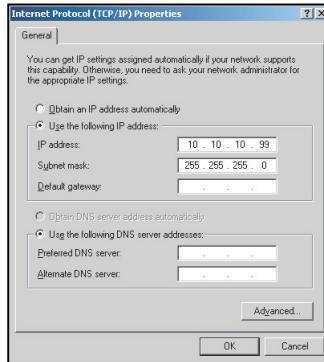 Internet Protocol (TCP/IP) Properties
General
You can get IP settings assigned automatically if your network supports
this capability. Otherwise, you need to ask your network administrator for
the appropriate IP settings.
Obtain an IP address automatically
Use the following IP address:
IP address: 10 . 10 . 10 . 99
Subnet mask: 255 . 255 . 255 . 0
Default gateway: . . .
Obtain DNS server address automatically
Use the following DNS server addresses:
Preferred DNS server: . . .
Alternate DNS server: . . .
Advanced...
OK Cancel